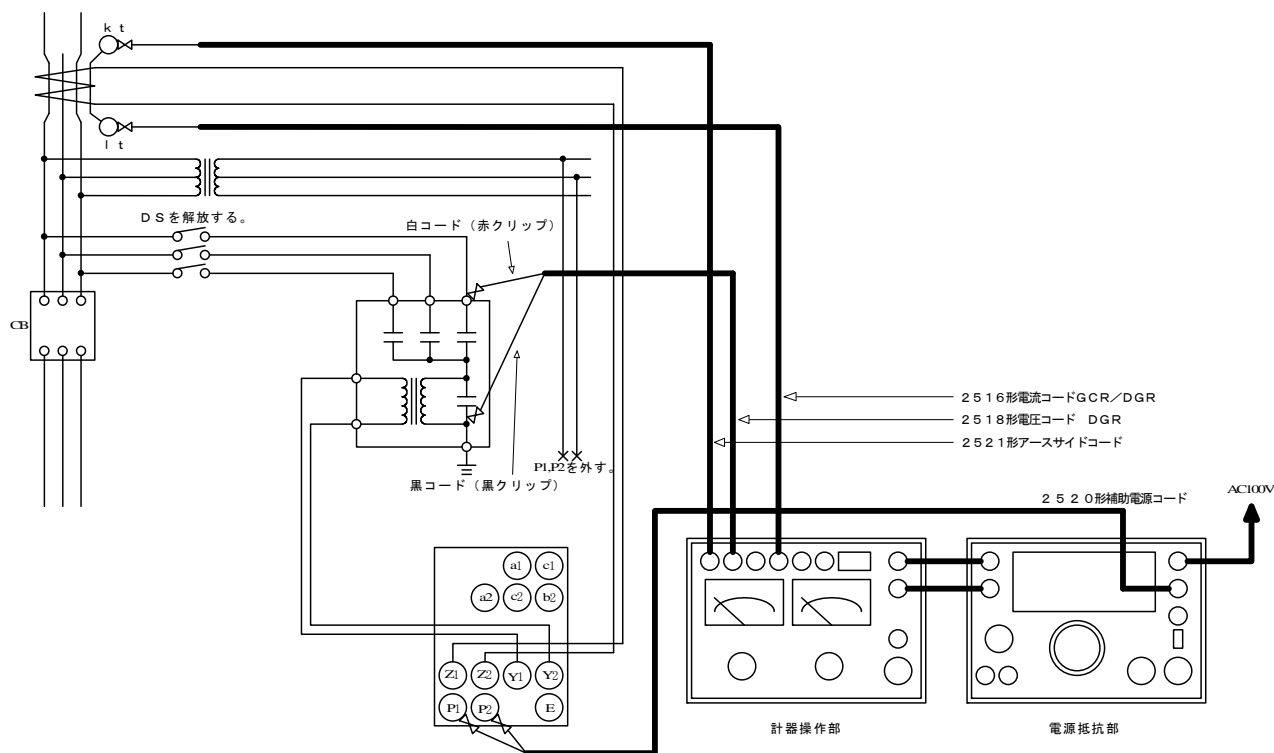 k t
l t
DSを解放する。
白コード（赤クリップ）
CB
2516形電流コードGCR／DGR
2518形電圧コード DGR
2521形アースサイドコード
P1,P2を外す。
黒コード（黒クリップ）
AC100V
2520形補助電源コード
a1 c1
a2 c2 b2
Z1 Z2 Y1 Y2
P1 P2 E
計器操作部
電源抵抗部